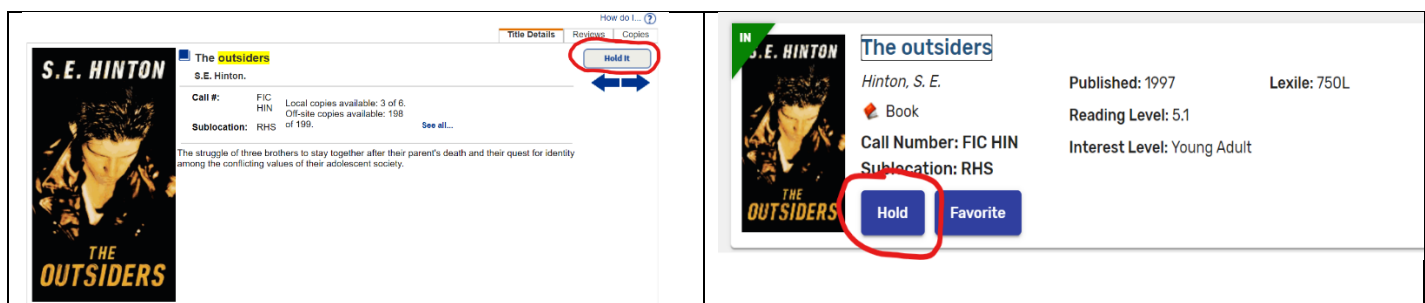 How do I... ?
Title Details Reviews Copies
S.E. HINTON
THE
OUTSIDERS
The outsiders
S.E. Hinton.
Hold It
Call #: FIC
HIN
Local copies available: 3 of 6.
Off-site copies available: 198
of 199.
Sublocation: RHS
See all...
The struggle of three brothers to stay together after their parent's death and their quest for identity
among the conflicting values of their adolescent society.
IN
S.E. HINTON
THE
OUTSIDERS
The outsiders
Hinton, S. E.
Book
Call Number: FIC HIN
Sublocation: RHS
Published: 1997
Reading Level: 5.1
Interest Level: Young Adult
Lexile: 750L
Hold
Favorite